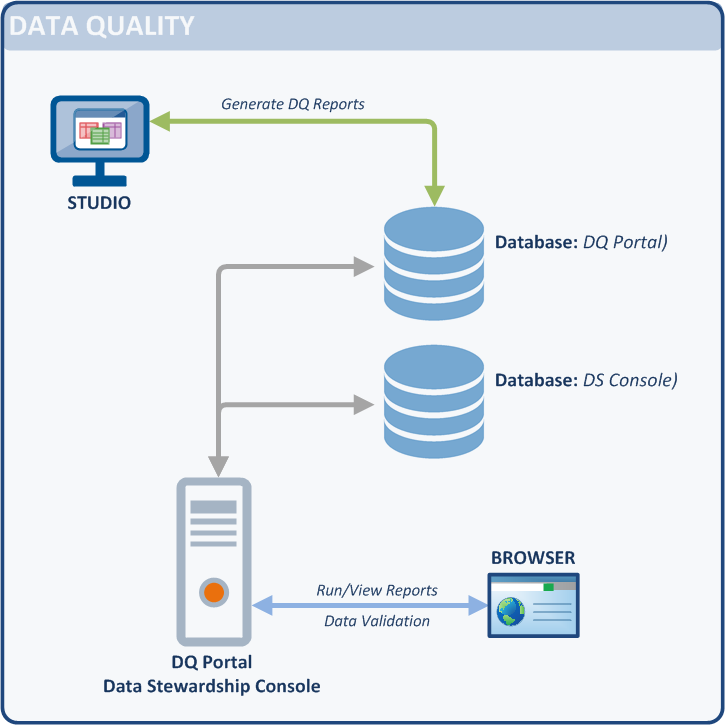 DATA QUALITY
Generate DQ Reports
STUDIO
Database: DQ Portal)
Database: DS Console)
BROWSER
Run/View Reports
Data Validation
DQ Portal
Data Stewardship Console